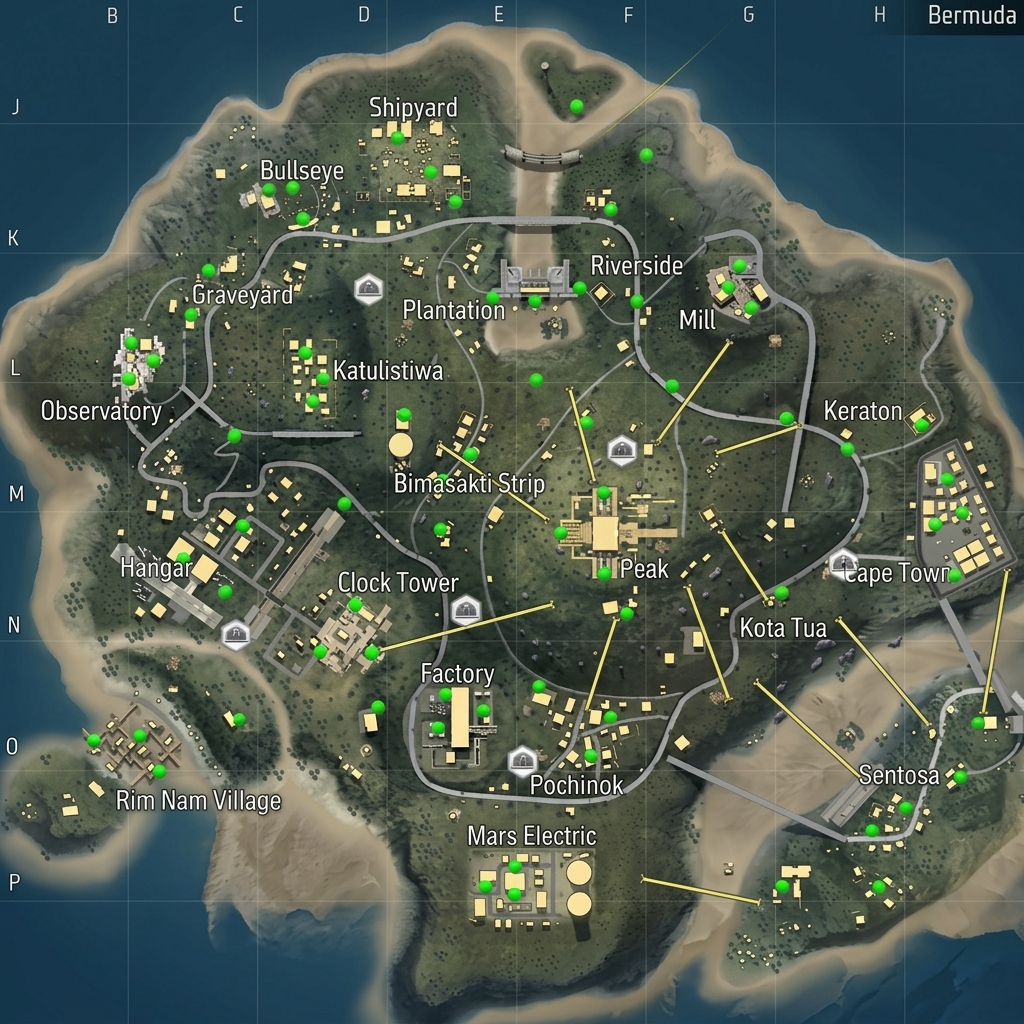 B C D E F G H Bermuda
J
Shipyard
Bullseye
K
Riverside
Graveyard
Plantation
Mill
L
Katulistiwa
Observatory
Keraton
Bimasakti Strip
M
Hangar
Peak
Cape Town
Clock Tower
N
Kota Tua
Factory
O
Pochinok
Sentosa
Rim Nam Village
Mars Electric
P